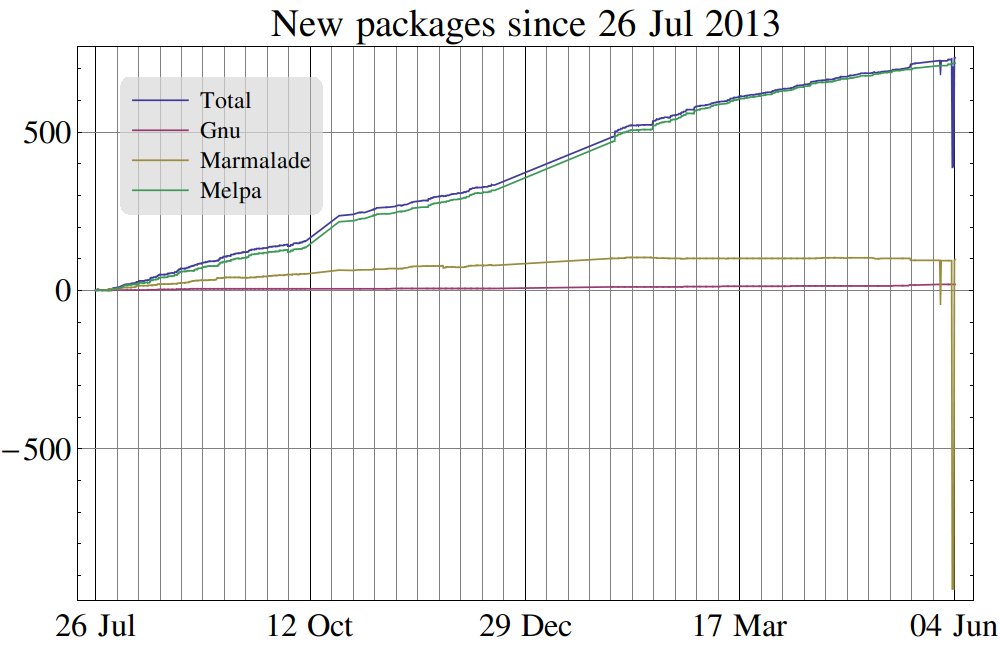 New packages since 26 Jul 2013
Total
Gnu
Marmalade
Melpa
500
0
−500
26 Jul 12 Oct 29 Dec 17 Mar 04 Jun